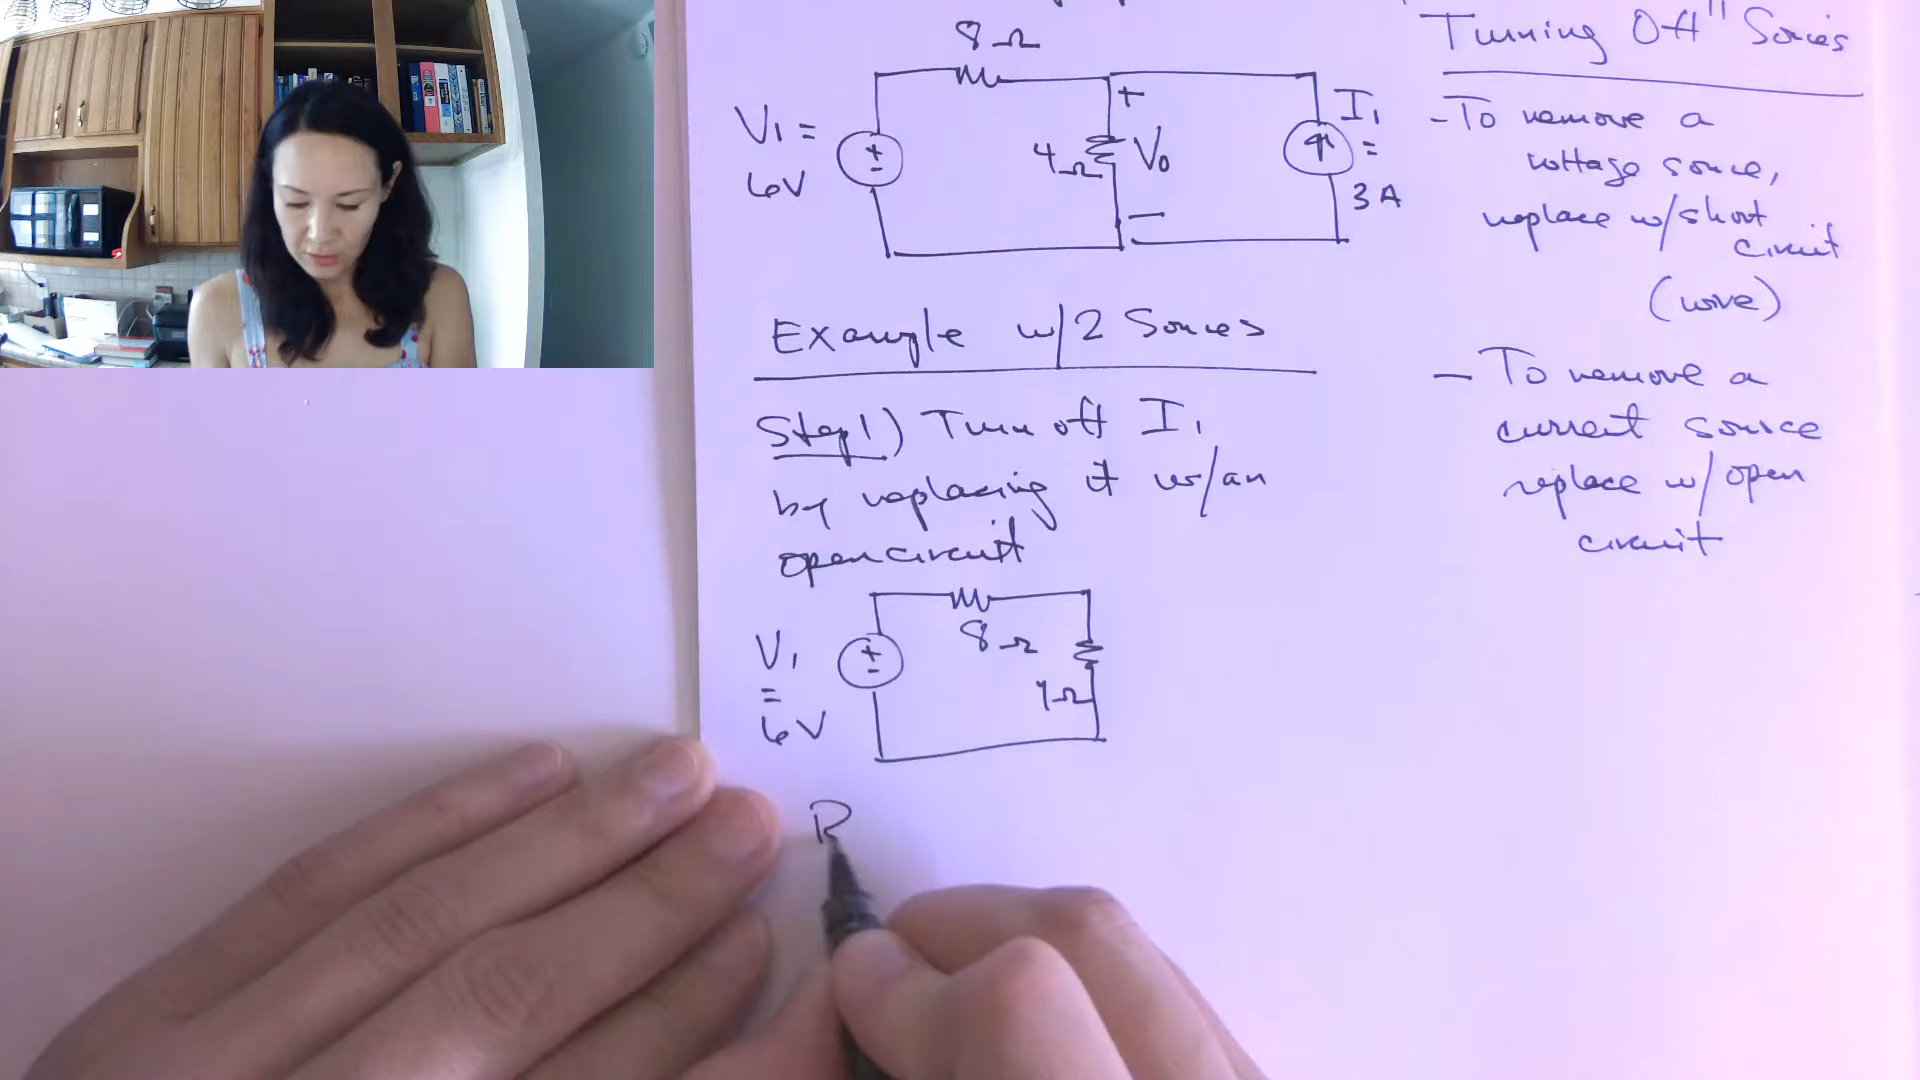 8Ω
V1 =
6V
+
-
4Ω
+
V0
-
I1
=
3 A
Example w/2 Sources
Step 1) Turn off I1
by replacing it w/an
open circuit
V1
=
6V
+
-
8Ω
4Ω
R
"Turning Off" Sources
- To remove a
voltage source,
replace w/short
circuit
(wire)
- To remove a
current source
replace w/open
circuit